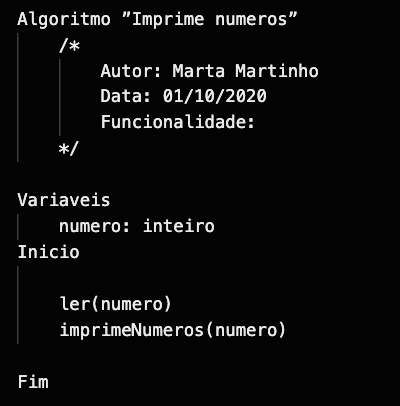 Algoritmo ”Imprime numeros”
/*
Autor: Marta Martinho
Data: 01/10/2020
Funcionalidade:
*/
Variaveis
numero: inteiro
Inicio
ler(numero)
imprimeNumeros(numero)
Fim